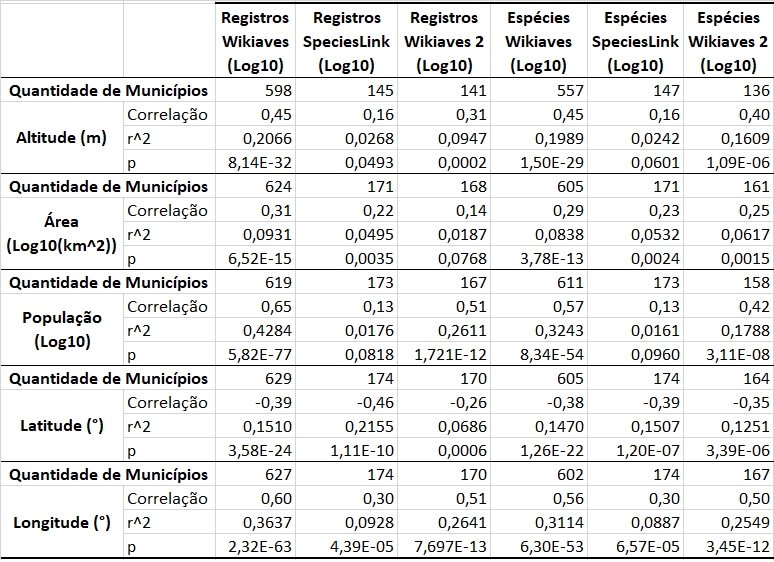 Registros Wikiaves (Log10) Registros SpeciesLink (Log10) Registros Wikiaves 2 (Log10) Espécies Wikiaves (Log10) Espécies SpeciesLink (Log10) Espécies Wikiaves 2 (Log10)
Quantidade de Municípios 598 145 141 557 147 136
Altitude (m)
Correlação 0,45 0,16 0,31 0,45 0,16 0,40
r^2 0,2066 0,0268 0,0947 0,1989 0,0242 0,1609
p 8,14E-32 0,0493 0,0002 1,50E-29 0,0601 1,09E-06
Quantidade de Municípios 624 171 168 605 171 161
Área (Log10(km^2))
Correlação 0,31 0,22 0,14 0,29 0,23 0,25
r^2 0,0931 0,0495 0,0187 0,0838 0,0532 0,0617
p 6,52E-15 0,0035 0,0768 3,78E-13 0,0024 0,0015
Quantidade de Municípios 619 173 167 611 173 158
População (Log10)
Correlação 0,65 0,13 0,51 0,57 0,13 0,42
r^2 0,4284 0,0176 0,2611 0,3243 0,0161 0,1788
p 5,82E-77 0,0818 1,721E-12 8,34E-54 0,0960 3,11E-08
Quantidade de Municípios 629 174 170 605 174 164
Latitude (°)
Correlação -0,39 -0,46 -0,26 -0,38 -0,39 -0,35
r^2 0,1510 0,2155 0,0686 0,1470 0,1507 0,1251
p 3,58E-24 1,11E-10 0,0006 1,26E-22 1,20E-07 3,39E-06
Quantidade de Municípios 627 174 170 602 174 167
Longitude (°)
Correlação 0,60 0,30 0,51 0,56 0,30 0,50
r^2 0,3637 0,0928 0,2641 0,3114 0,0887 0,2549
p 2,32E-63 4,39E-05 7,697E-13 6,30E-53 6,57E-05 3,45E-12